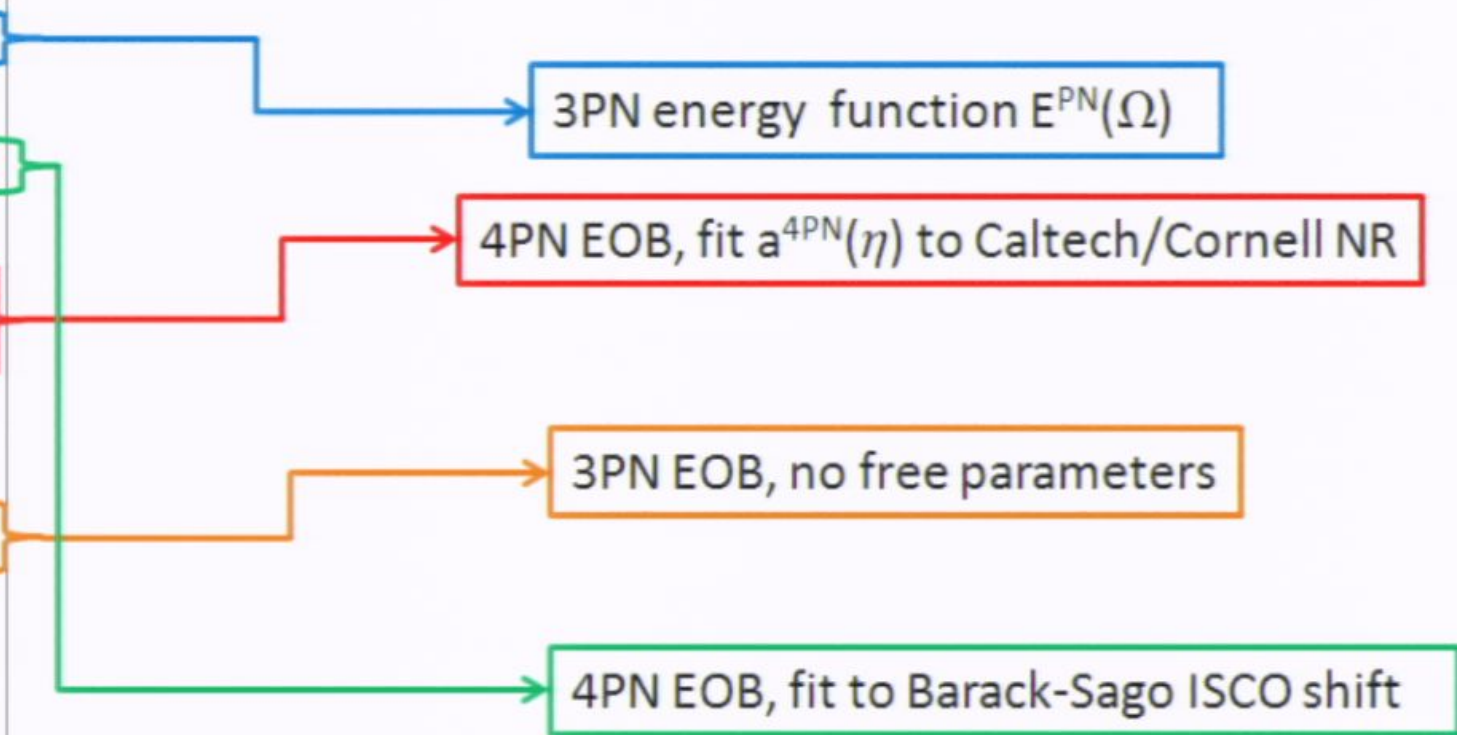 3PN energy function E^PN(Ω)
4PN EOB, fit a^4PN(η) to Caltech/Cornell NR
3PN EOB, no free parameters
4PN EOB, fit to Barack-Sago ISCO shift